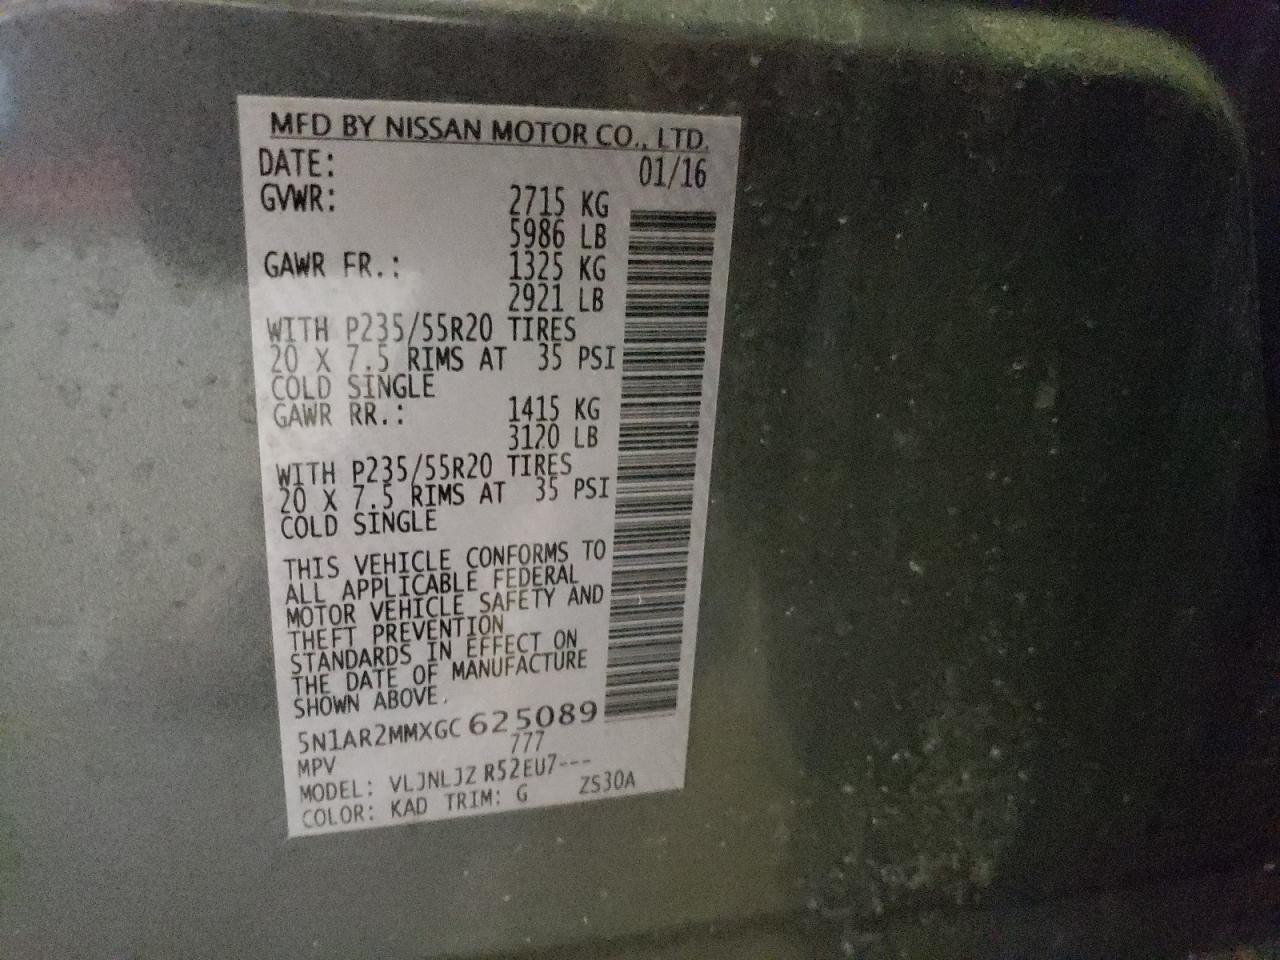 MFD BY NISSAN MOTOR CO., LTD.
DATE: 01/16
GVWR: 2715 KG
5986 LB
GAWR FR.: 1325 KG
2921 LB
WITH P235/55R20 TIRES
20 X 7.5 RIMS AT 35 PSI
COLD SINGLE
GAWR RR.: 1415 KG
3120 LB
WITH P235/55R20 TIRES
20 X 7.5 RIMS AT 35 PSI
COLD SINGLE
THIS VEHICLE CONFORMS TO
ALL APPLICABLE FEDERAL
MOTOR VEHICLE SAFETY AND
THEFT PREVENTION
STANDARDS IN EFFECT ON
THE DATE OF MANUFACTURE
SHOWN ABOVE.
5N1AR2MMXGC625089
MPV 777
MODEL: VLJNLJZ R52EU7---
COLOR: KAD TRIM: G ZS30A